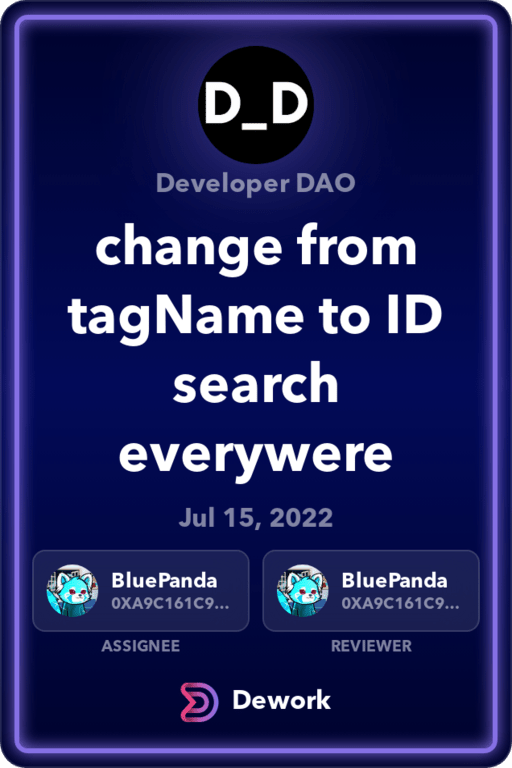 D_D
Developer DAO
change from
tagName to ID
search
everywere
Jul 15, 2022
BluePanda
0XA9C161C9...
ASSIGNEE
BluePanda
0XA9C161C9...
REVIEWER
Dework